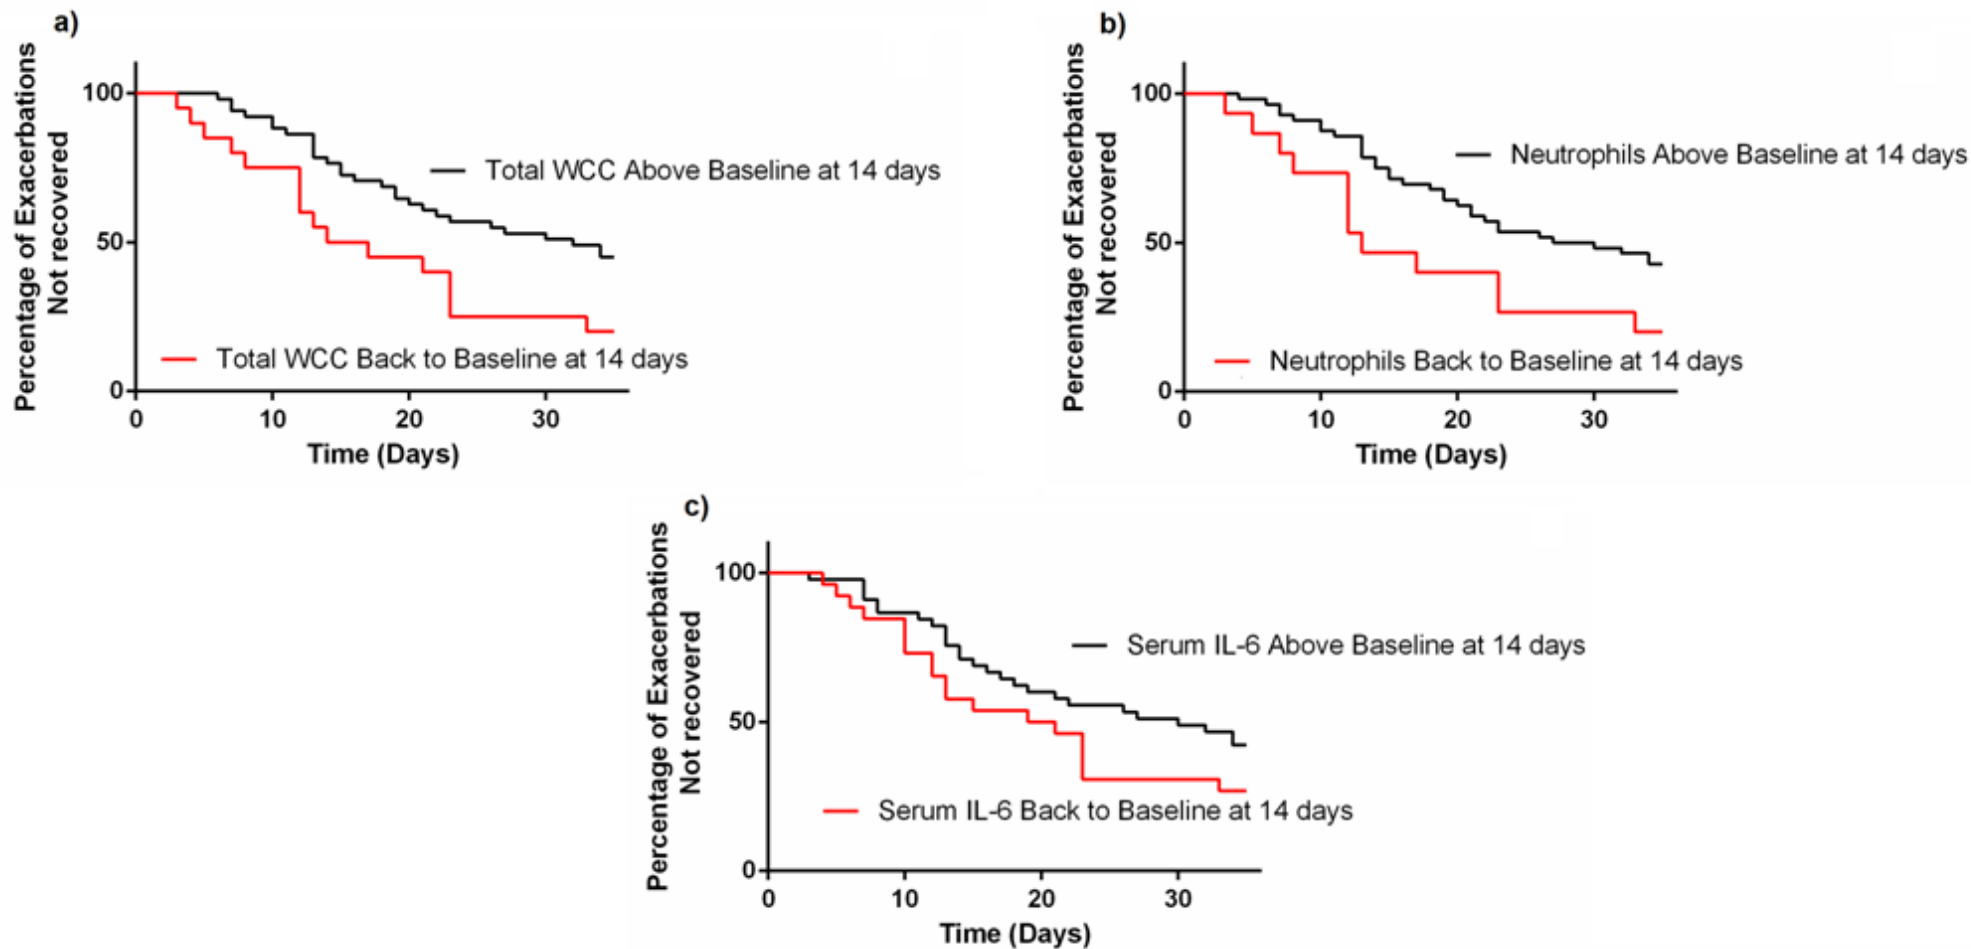 a)
Percentage of Exacerbations
Not recovered
100
50
0
Total WCC Above Baseline at 14 days
Total WCC Back to Baseline at 14 days
0 10 20 30
Time (Days)
b)
Percentage of Exacerbations
Not recovered
100
50
0
Neutrophils Above Baseline at 14 days
Neutrophils Back to Baseline at 14 days
0 10 20 30
Time (Days)
c)
Percentage of Exacerbations
Not recovered
100
50
0
Serum IL-6 Above Baseline at 14 days
Serum IL-6 Back to Baseline at 14 days
0 10 20 30
Time (Days)